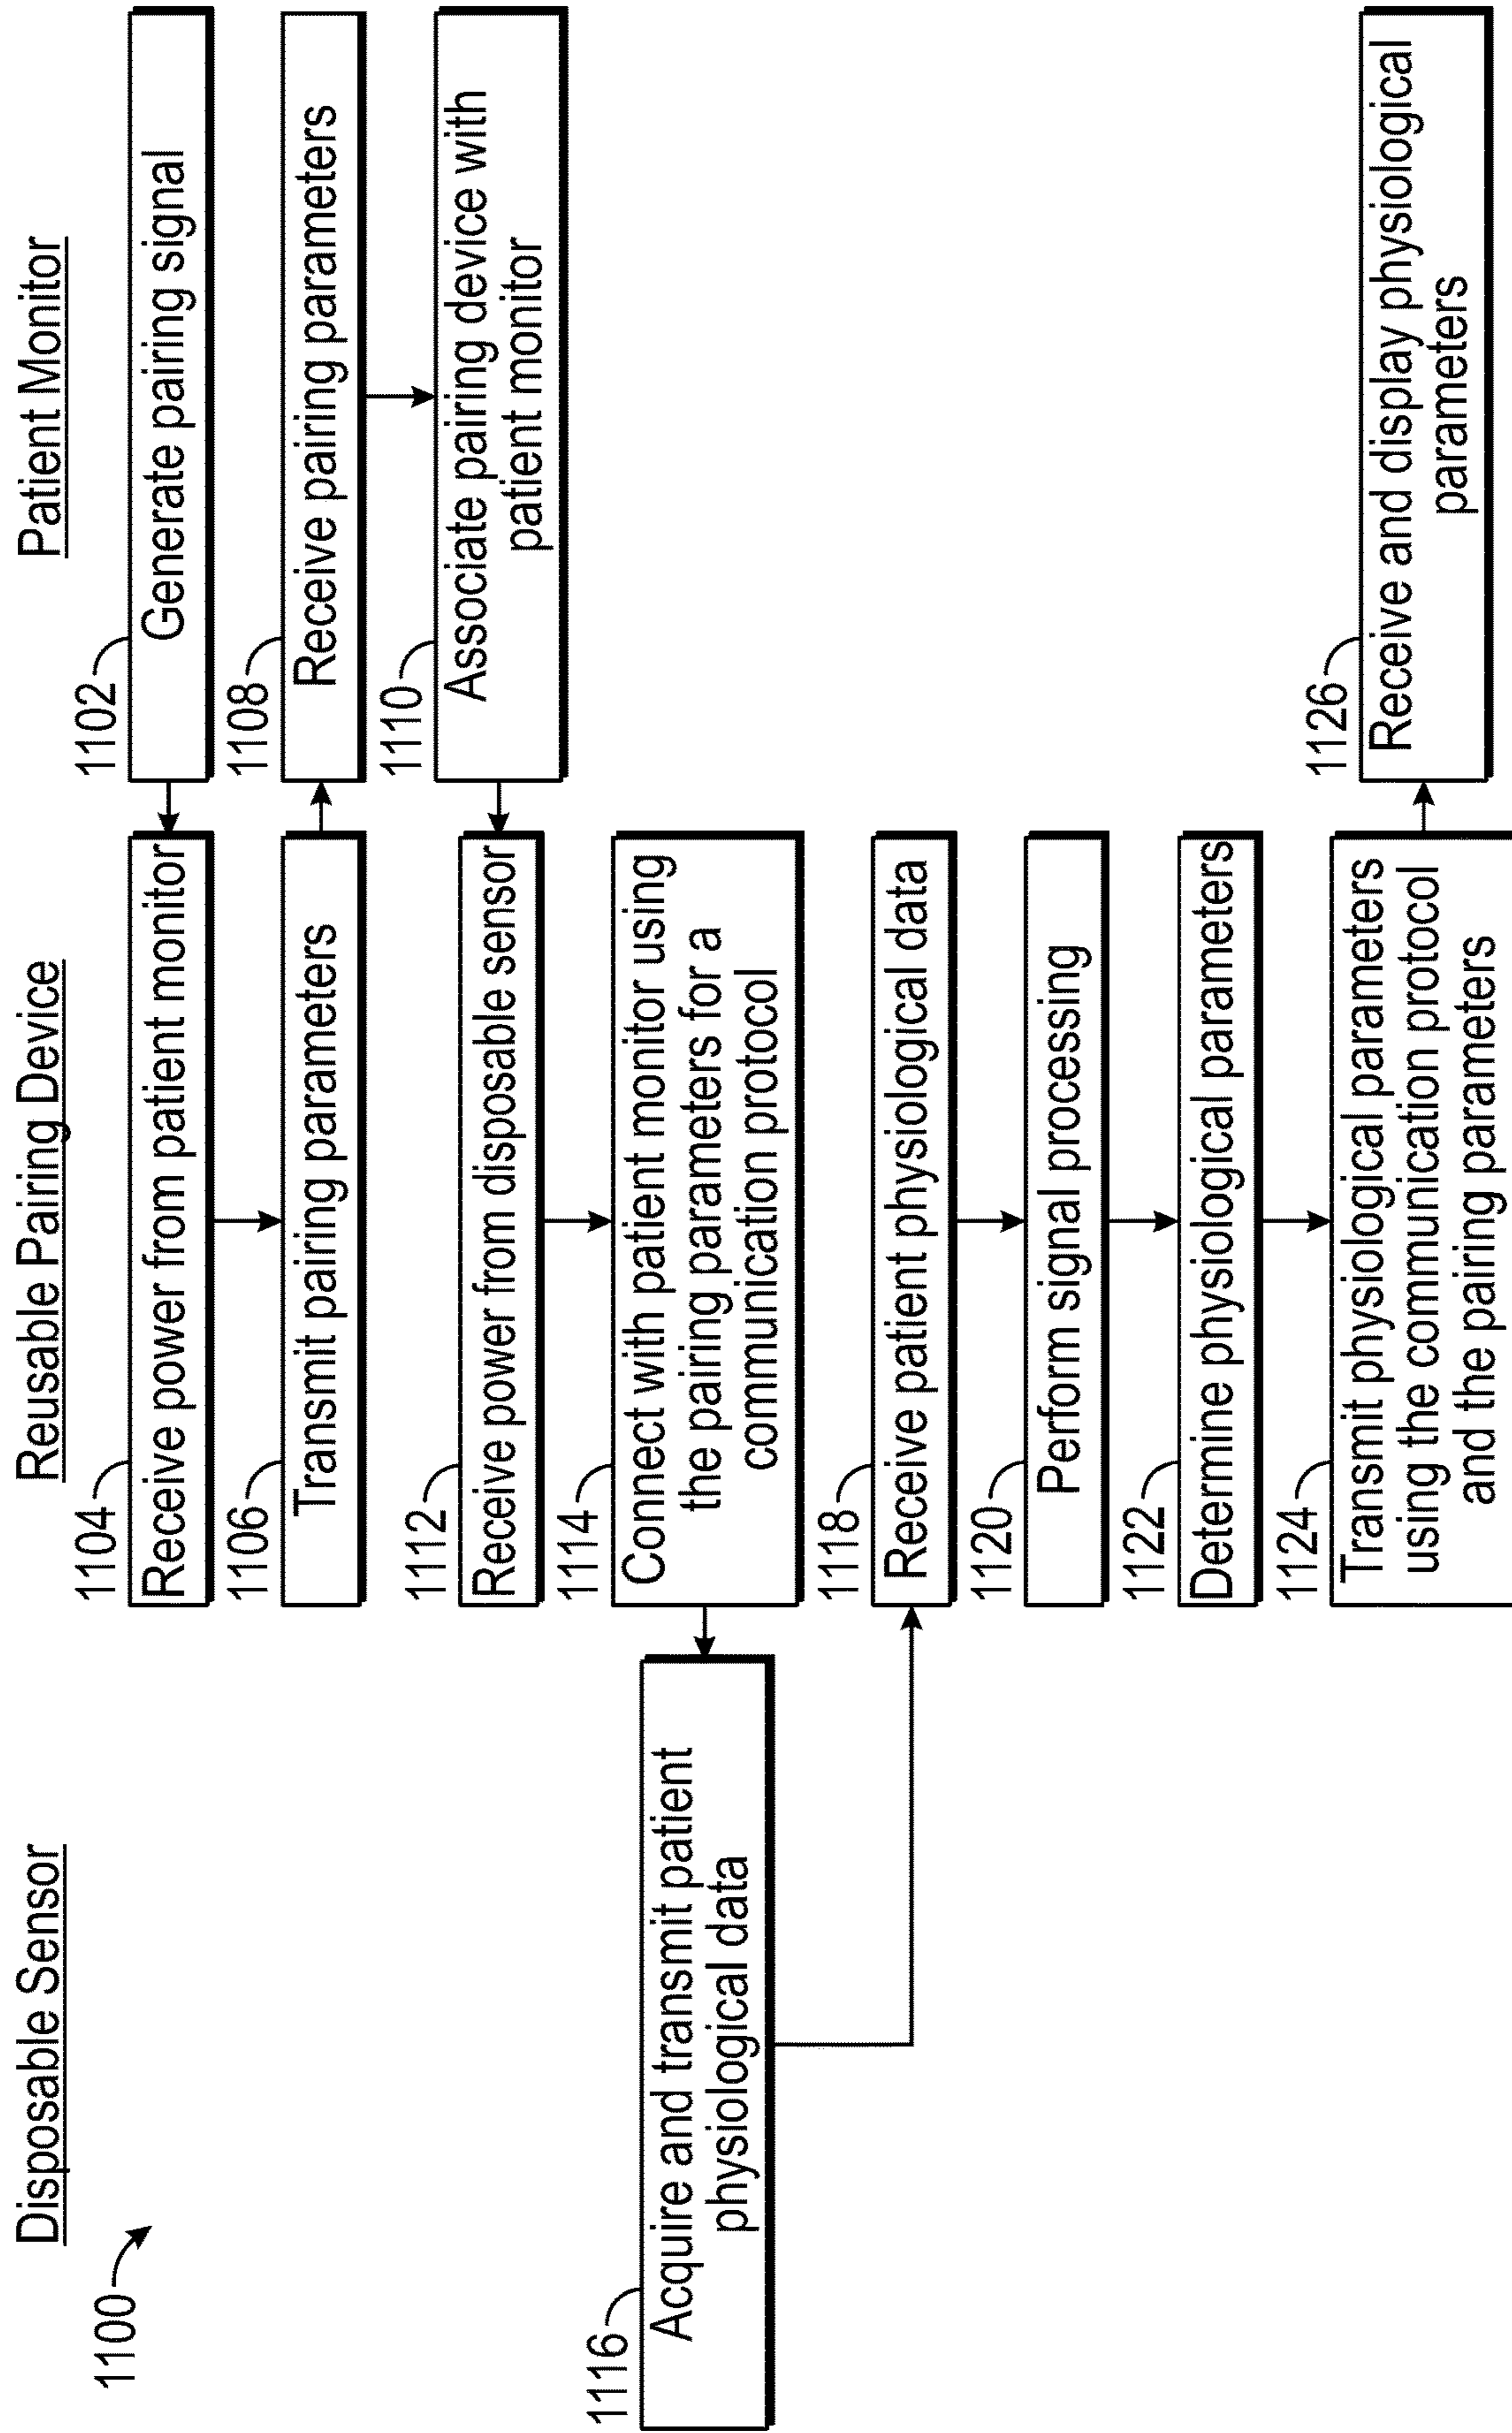 Disposable Sensor
Reusable Pairing Device
Patient Monitor
1100
1102
Generate pairing signal
1104
Receive power from patient monitor
1106
Transmit pairing parameters
1108
Receive pairing parameters
1110
Associate pairing device with
patient monitor
1112
Receive power from disposable sensor
1114
Connect with patient monitor using
the pairing parameters for a
communication protocol
1116
Acquire and transmit patient
physiological data
1118
Receive patient physiological data
1120
Perform signal processing
1122
Determine physiological parameters
1124
Transmit physiological parameters
using the communication protocol
and the pairing parameters
1126
Receive and display physiological
parameters